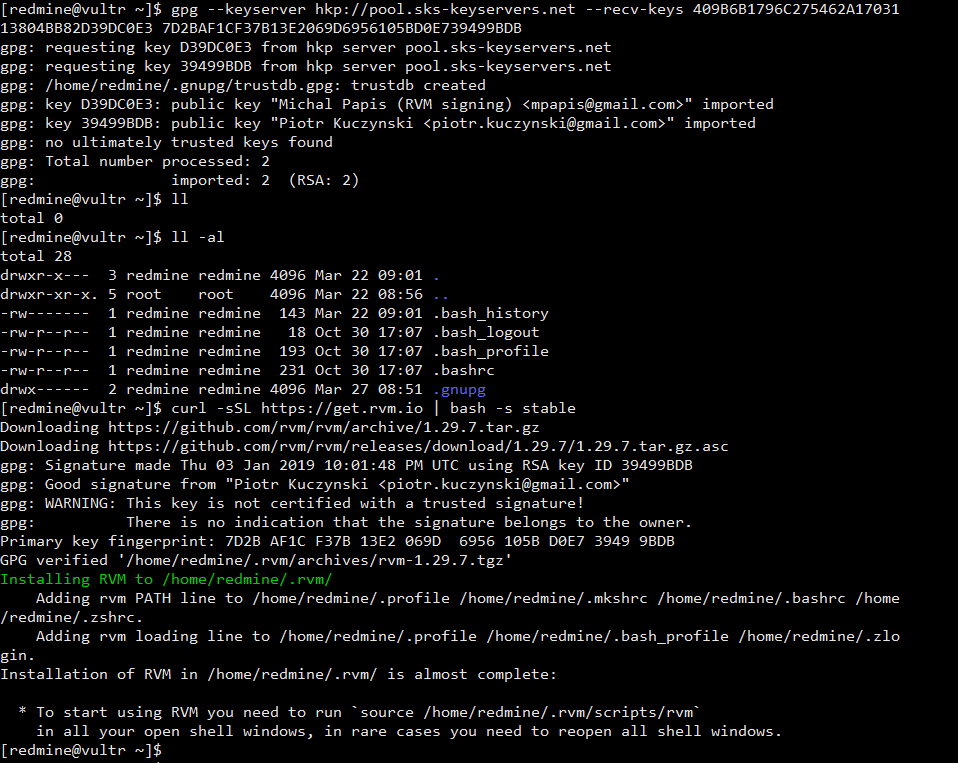 [redmine@vultr ~]$ gpg --keyserver hkp://pool.sks-keyservers.net --recv-keys 409B6B1796C275462A17031
13804BB82D39DC0E3 7D2BAF1CF37B13E2069D6956105BD0E739499BDB
gpg: requesting key D39DC0E3 from hkp server pool.sks-keyservers.net
gpg: requesting key 39499BDB from hkp server pool.sks-keyservers.net
gpg: /home/redmine/.gnupg/trustdb.gpg: trustdb created
gpg: key D39DC0E3: public key "Michal Papis (RVM signing) <mpapis@gmail.com>" imported
gpg: key 39499BDB: public key "Piotr Kuczynski <piotr.kuczynski@gmail.com>" imported
gpg: no ultimately trusted keys found
gpg: Total number processed: 2
gpg:               imported: 2  (RSA: 2)
[redmine@vultr ~]$ ll
total 0
[redmine@vultr ~]$ ll -al
total 28
drwxr-x---  3 redmine redmine 4096 Mar 22 09:01 .
drwxr-xr-x. 5 root    root    4096 Mar 22 08:56 ..
-rw-------  1 redmine redmine  143 Mar 22 09:01 .bash_history
-rw-r--r--  1 redmine redmine   18 Oct 30 17:07 .bash_logout
-rw-r--r--  1 redmine redmine  193 Oct 30 17:07 .bash_profile
-rw-r--r--  1 redmine redmine  231 Oct 30 17:07 .bashrc
drwx------  2 redmine redmine 4096 Mar 27 08:51 .gnupg
[redmine@vultr ~]$ curl -sSL https://get.rvm.io | bash -s stable
Downloading https://github.com/rvm/rvm/archive/1.29.7.tar.gz
Downloading https://github.com/rvm/rvm/releases/download/1.29.7/1.29.7.tar.gz.asc
gpg: Signature made Thu 03 Jan 2019 10:01:48 PM UTC using RSA key ID 39499BDB
gpg: Good signature from "Piotr Kuczynski <piotr.kuczynski@gmail.com>"
gpg: WARNING: This key is not certified with a trusted signature!
gpg:          There is no indication that the signature belongs to the owner.
Primary key fingerprint: 7D2B AF1C F37B 13E2 069D  6956 105B D0E7 3949 9BDB
GPG verified '/home/redmine/.rvm/archives/rvm-1.29.7.tgz'
Installing RVM to /home/redmine/.rvm/
    Adding rvm PATH line to /home/redmine/.profile /home/redmine/.mkshrc /home/redmine/.bashrc /home
/redmine/.zshrc.
    Adding rvm loading line to /home/redmine/.profile /home/redmine/.bash_profile /home/redmine/.zlo
gin.
Installation of RVM in /home/redmine/.rvm/ is almost complete:
  * To start using RVM you need to run `source /home/redmine/.rvm/scripts/rvm`
    in all your open shell windows, in rare cases you need to reopen all shell windows.
[redmine@vultr ~]$